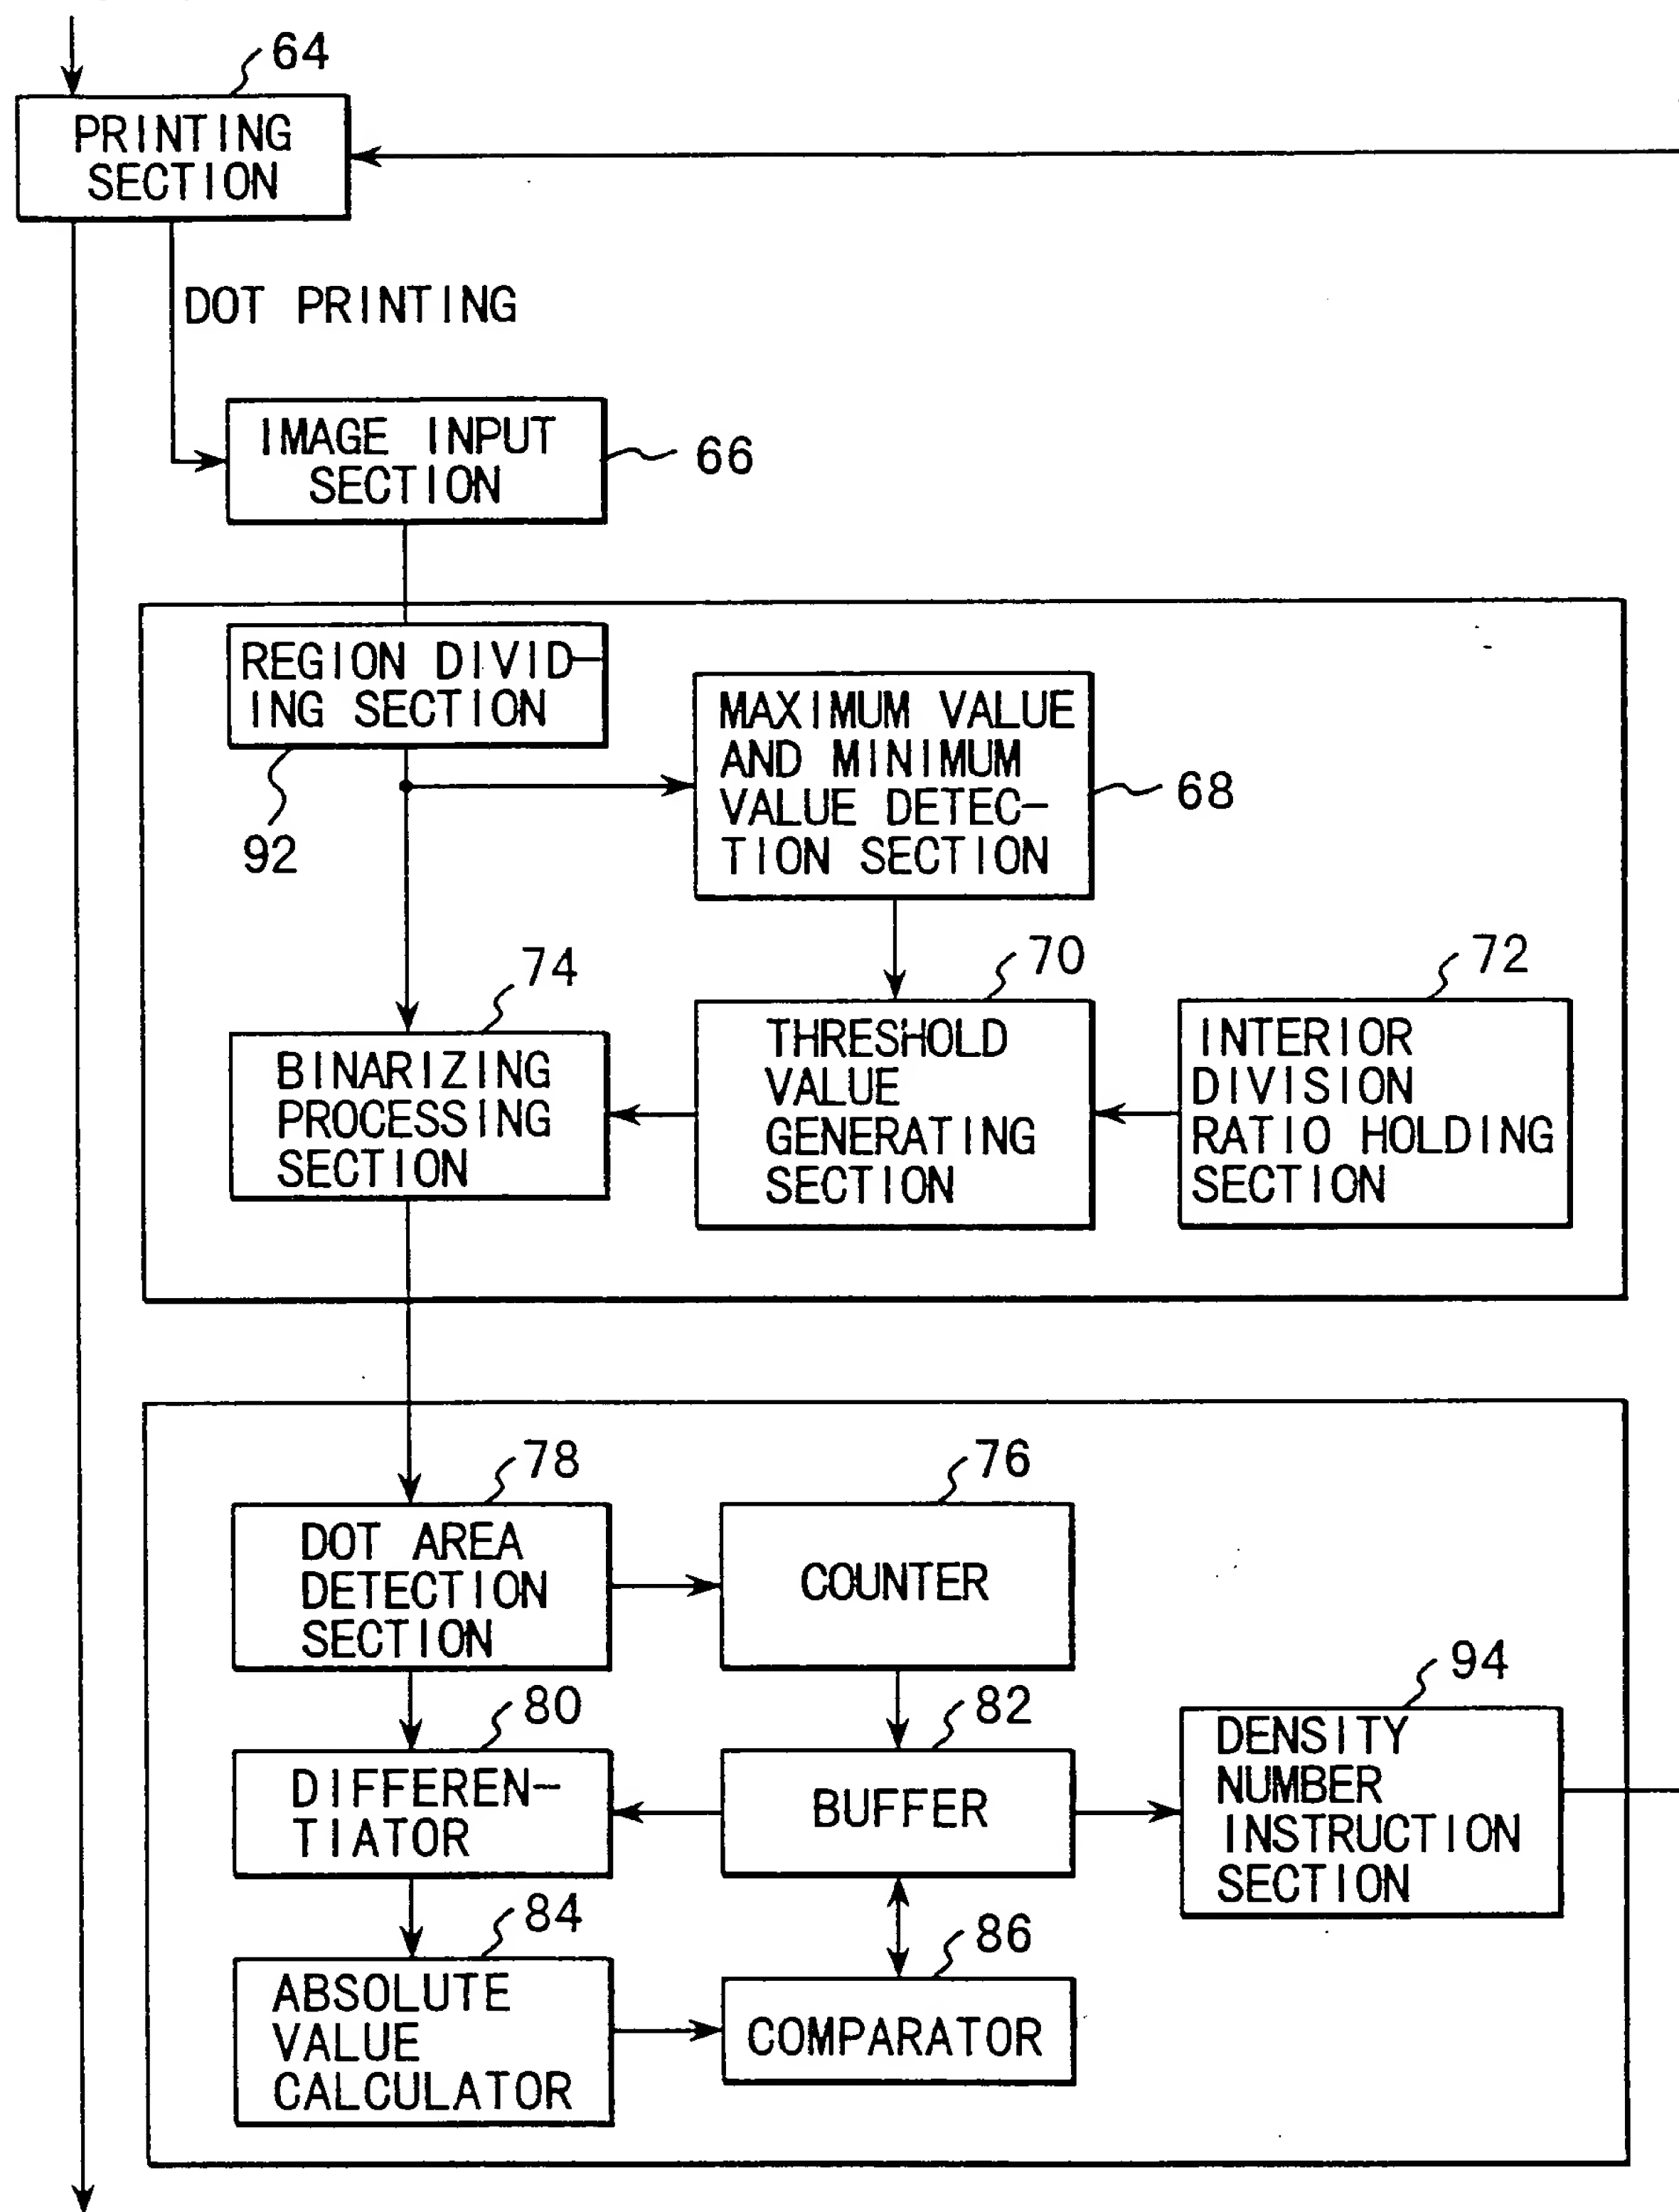 64
PRINTING
SECTION
DOT PRINTING
IMAGE INPUT
SECTION
66
REGION DIVID-
ING SECTION
92
MAXIMUM VALUE
AND MINIMUM
VALUE DETEC-
TION SECTION
68
74
BINARIZING
PROCESSING
SECTION
70
THRESHOLD
VALUE
GENERATING
SECTION
72
INTERIOR
DIVISION
RATIO HOLDING
SECTION
78
DOT AREA
DETECTION
SECTION
76
COUNTER
80
DIFFEREN-
TIATOR
82
BUFFER
94
DENSITY
NUMBER
INSTRUCTION
SECTION
84
ABSOLUTE
VALUE
CALCULATOR
86
COMPARATOR